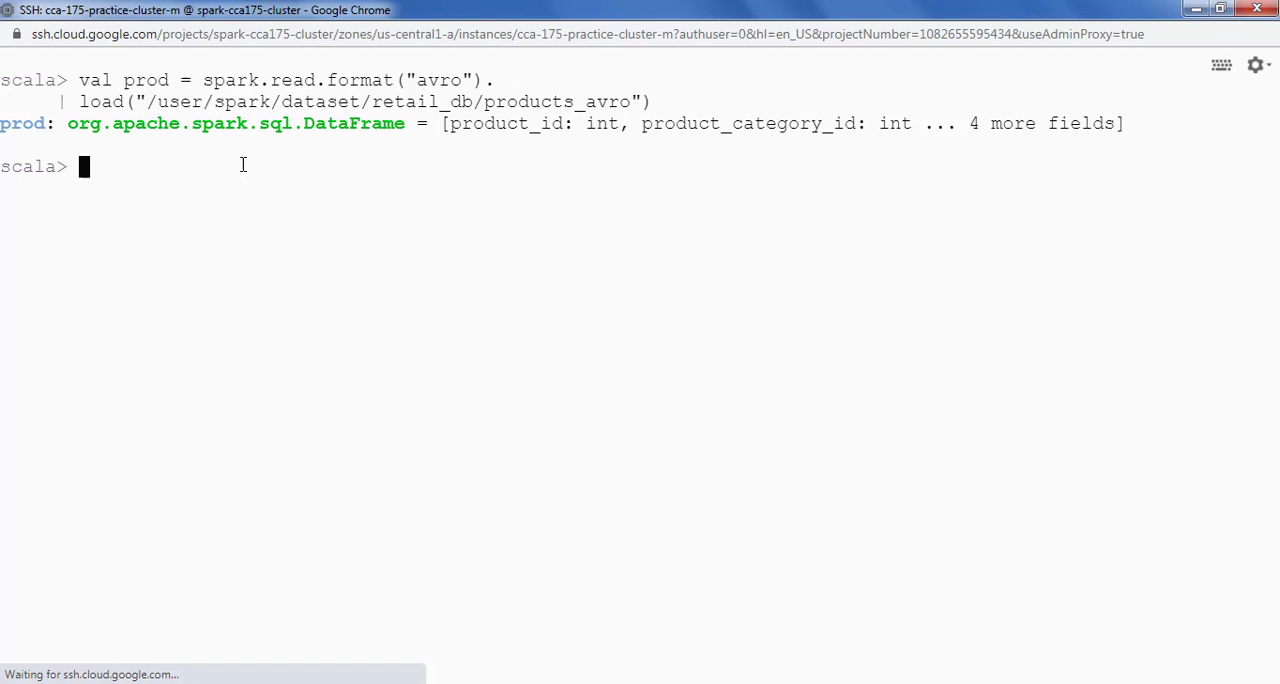 SSH: cca-175-practice-cluster-m @ spark-cca175-cluster - Google Chrome
ssh.cloud.google.com/projects/spark-cca175-cluster/zones/us-central1-a/instances/cca-175-practice-cluster-m?authuser=0&hl=en_US&projectNumber=1082655595434&useAdminProxy=true
scala> val prod = spark.read.format("avro").
| load("/user/spark/dataset/retail_db/products_avro")
prod: org.apache.spark.sql.DataFrame = [product_id: int, product_category_id: int ... 4 more fields]
scala>
Waiting for ssh.cloud.google.com...